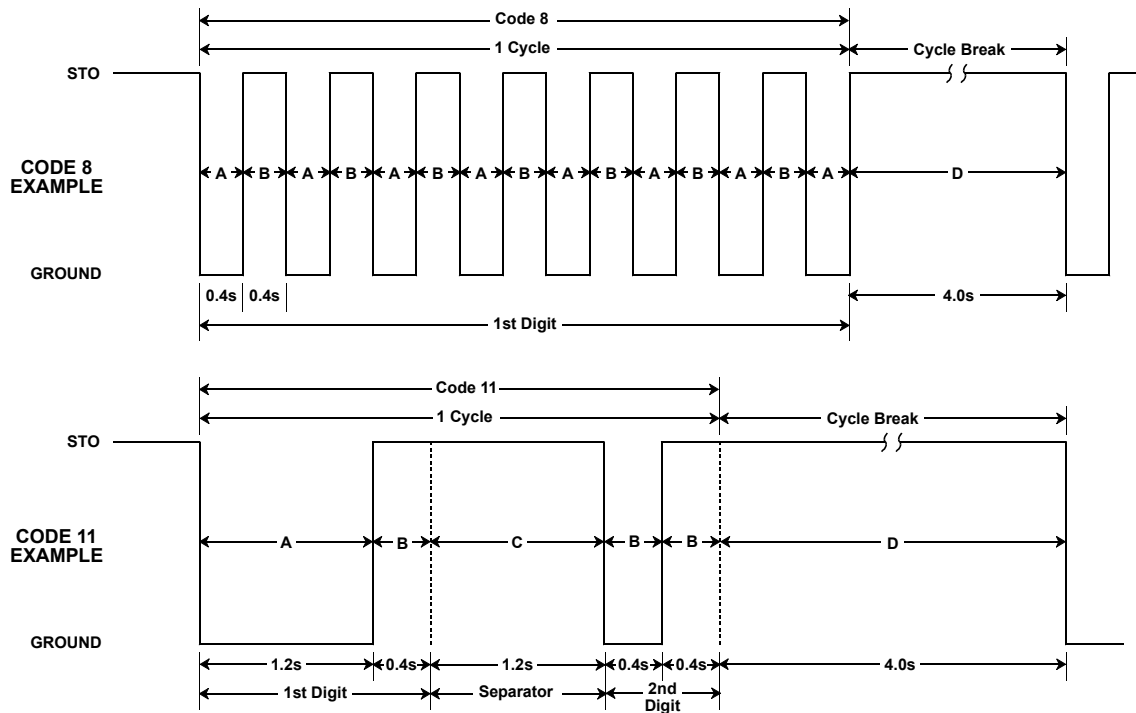 Code 8
1 Cycle
Cycle Break
STO
CODE 8
EXAMPLE
A B A B A B A B A B A B A B A
D
GROUND
0.4s 0.4s
4.0s
1st Digit
Code 11
1 Cycle
Cycle Break
STO
CODE 11
EXAMPLE
A B C B B D
GROUND
1.2s 0.4s 1.2s 0.4s 0.4s 4.0s
1st Digit Separator 2nd
Digit